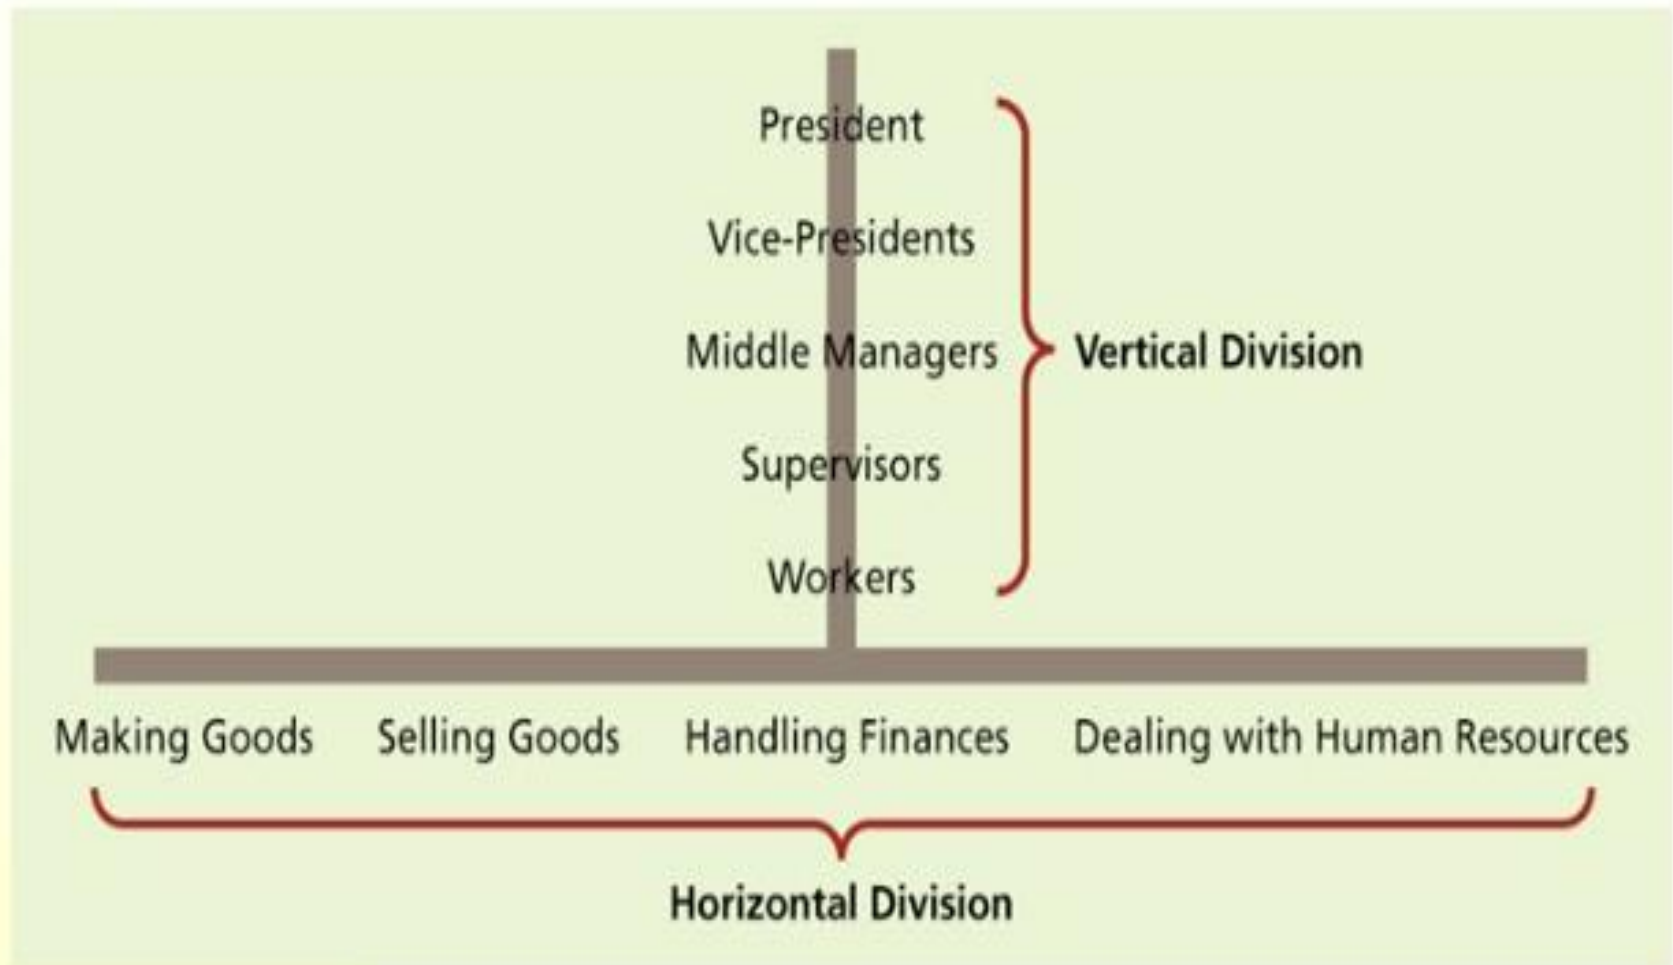 President
Vice-Presidents
Middle Managers
Vertical Division
Supervisors
Workers
Making Goods
Selling Goods
Handling Finances
Dealing with Human Resources
Horizontal Division